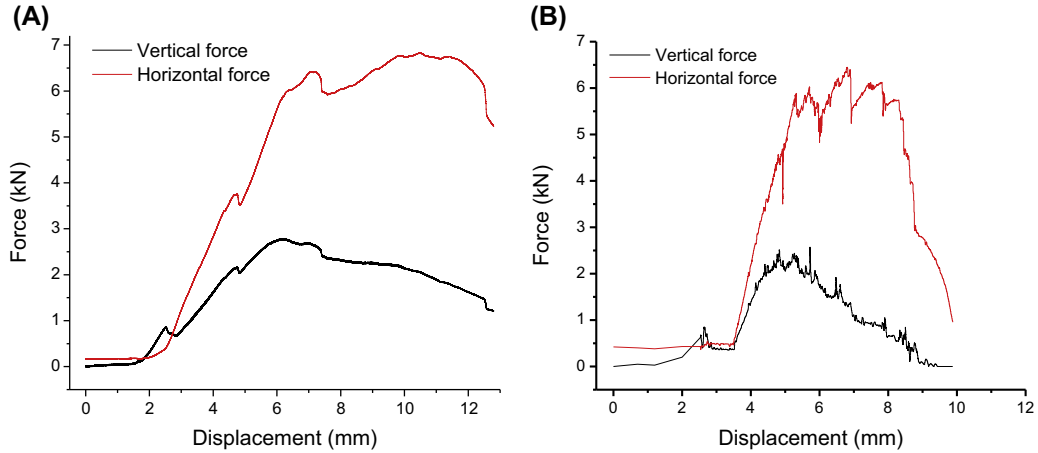 (A)
Vertical force
Horizontal force
7
6
5
4
3
2
1
0
Force (kN)
0 2 4 6 8 10 12
Displacement (mm)
(B)
Vertical force
Horizontal force
7
6
5
4
3
2
1
0
Force (kN)
0 2 4 6 8 10 12
Displacement (mm)